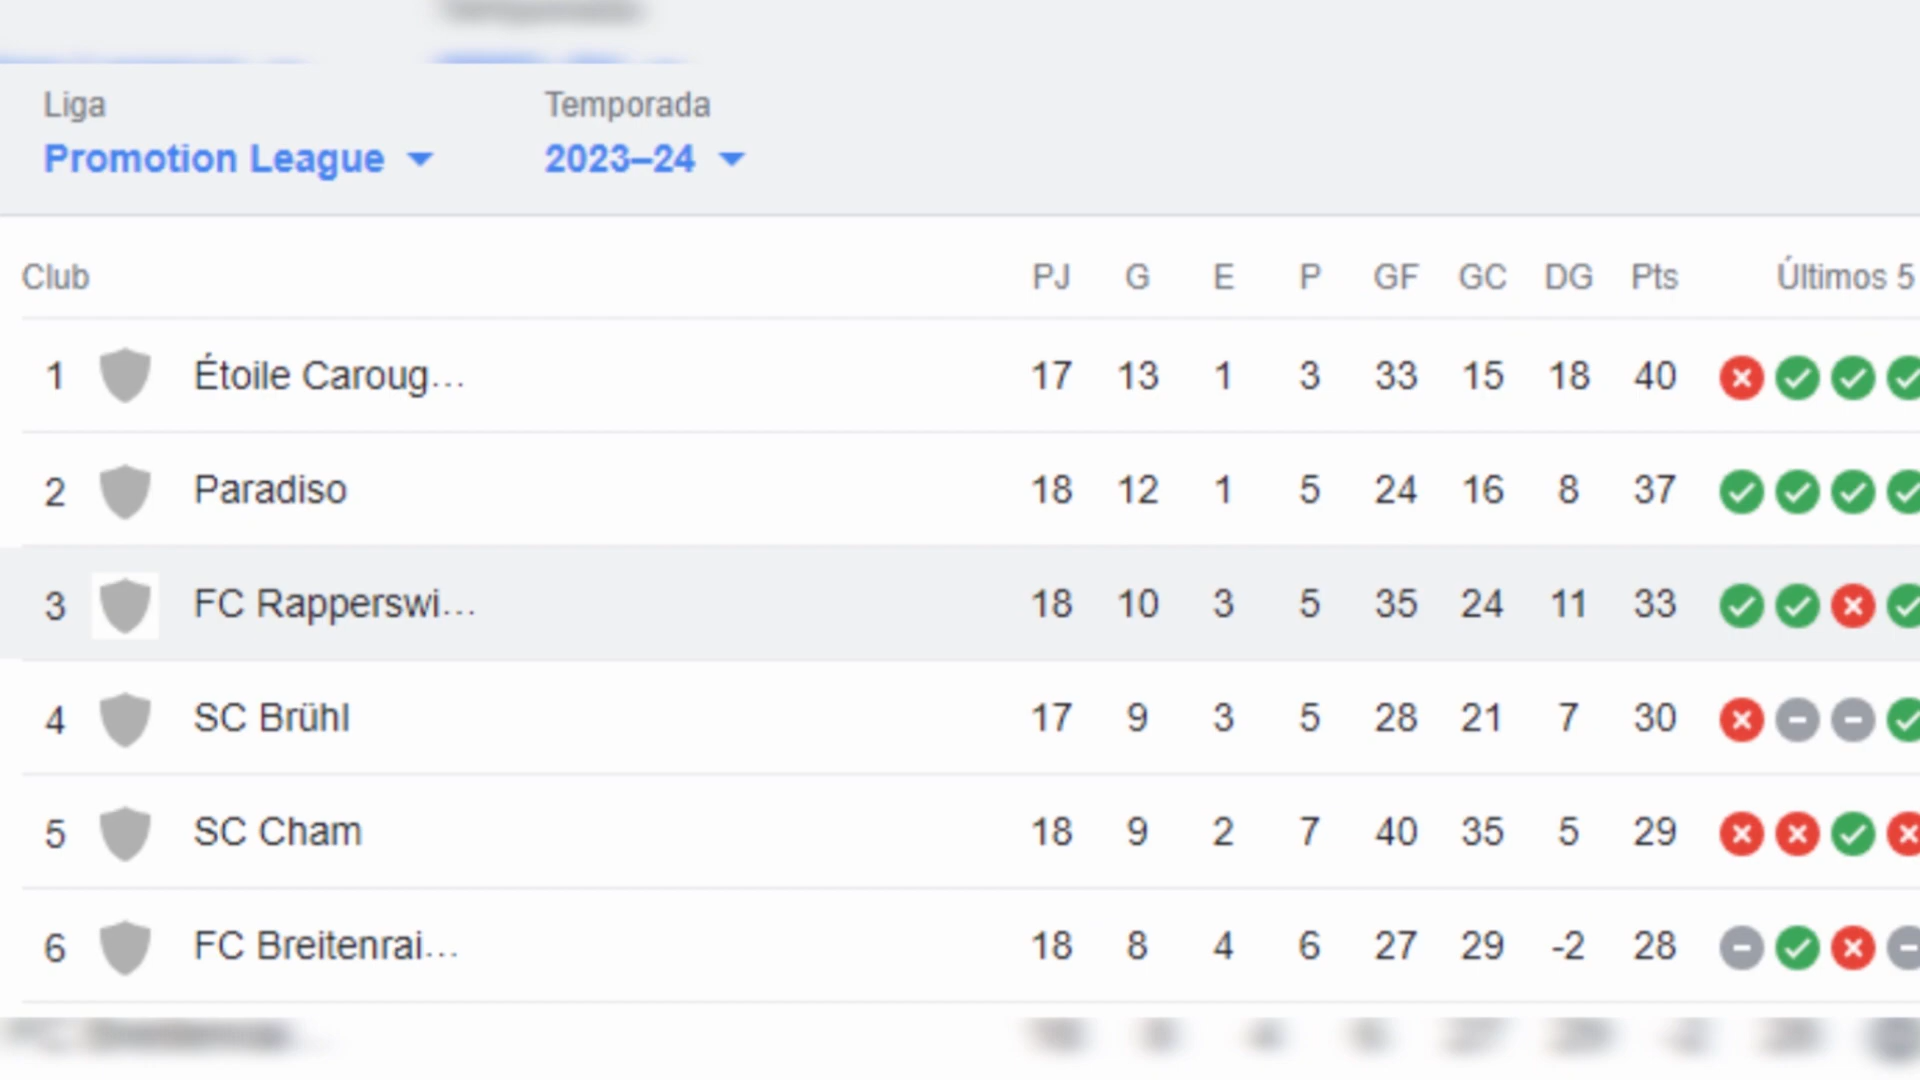 Liga Temporada
Promotion League 2023–24
Club PJ G E P GF GC DG Pts Últimos 5
1 Étoile Caroug... 17 13 1 3 33 15 18 40
2 Paradiso 18 12 1 5 24 16 8 37
3 FC Rapperswi... 18 10 3 5 35 24 11 33
4 SC Brühl 17 9 3 5 28 21 7 30
5 SC Cham 18 9 2 7 40 35 5 29
6 FC Breitenrai... 18 8 4 6 27 29 -2 28